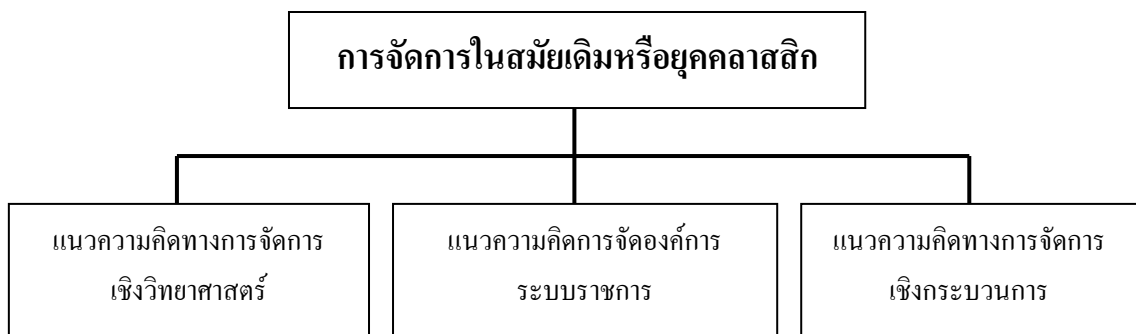 การจัดการในสมัยเดิมหรือยุคคลาสสิก
แนวความคิดทางการจัดการ
เชิงวิทยาศาสตร์
แนวความคิดการจัดองค์การ
ระบบราชการ
แนวความคิดทางการจัดการ
เชิงกระบวนการ